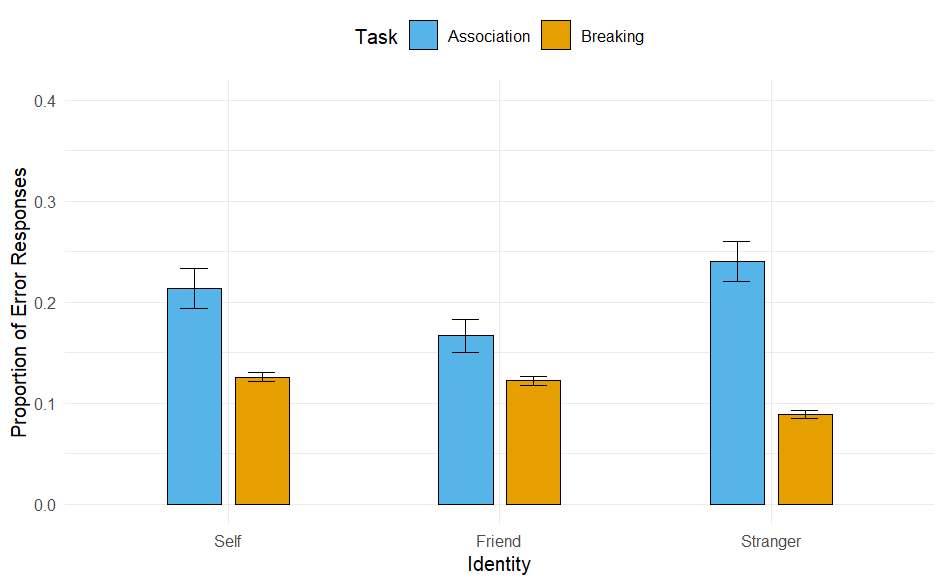 Task Association Breaking
Proportion of Error Responses
0.4
0.3
0.2
0.1
0.0
Self Friend Stranger
Identity